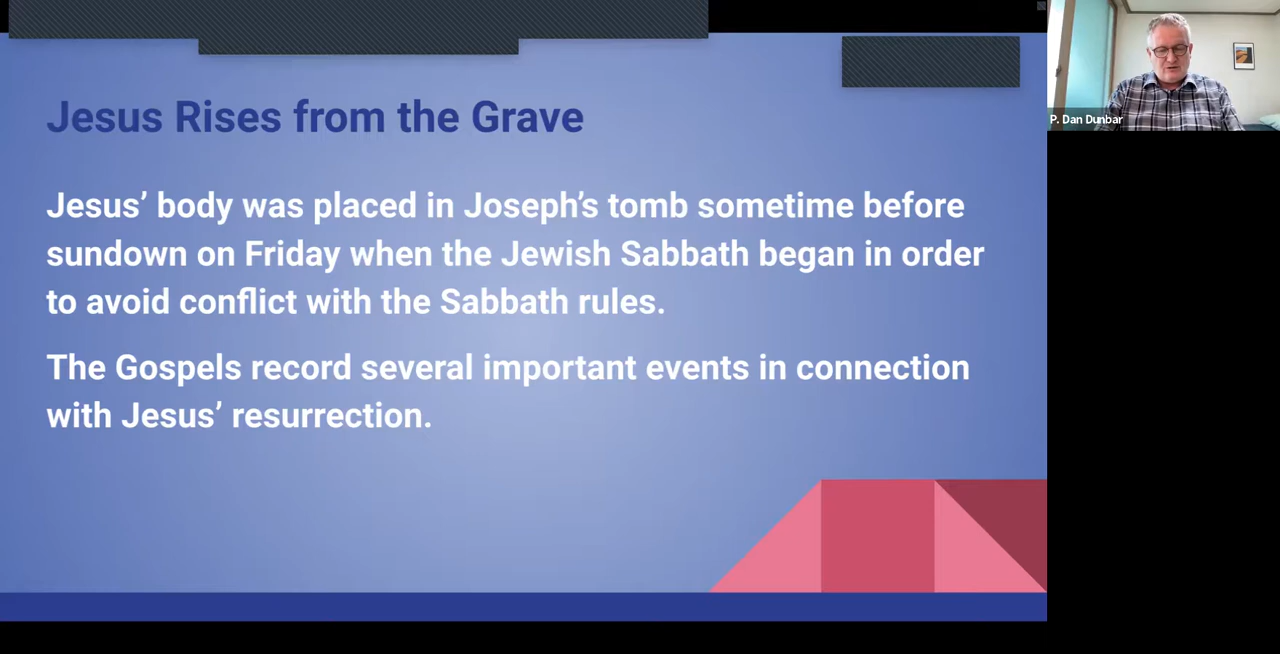 Jesus Rises from the Grave
Jesus’ body was placed in Joseph’s tomb sometime before
sundown on Friday when the Jewish Sabbath began in order
to avoid conflict with the Sabbath rules.
The Gospels record several important events in connection
with Jesus’ resurrection.
P. Dan Dunbar